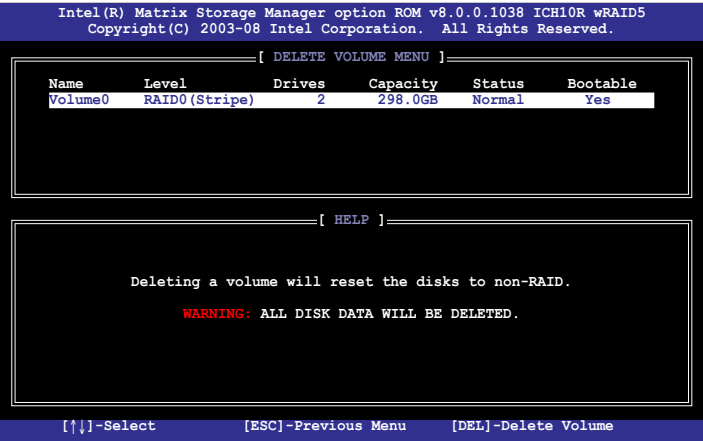 Intel(R) Matrix Storage Manager option ROM v8.0.0.1038 ICH10R wRAID5
Copyright(C) 2003-08 Intel Corporation. All Rights Reserved.
[ DELETE VOLUME MENU ]
Name Level Drives Capacity Status Bootable
Volume0 RAID0(Stripe) 2 298.0GB Normal Yes
[ HELP ]
Deleting a volume will reset the disks to non-RAID.
WARNING: ALL DISK DATA WILL BE DELETED.
[↑↓]-Select [ESC]-Previous Menu [DEL]-Delete Volume